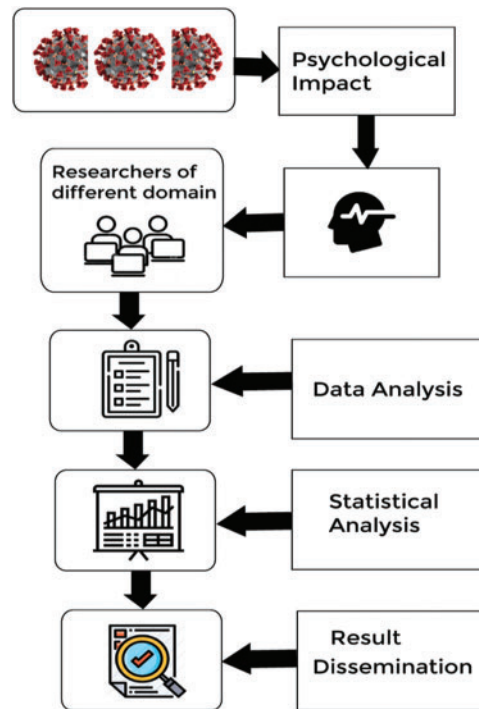 Psychological
Impact
Researchers of
different domain
Data Analysis
Statistical
Analysis
Result
Dissemination